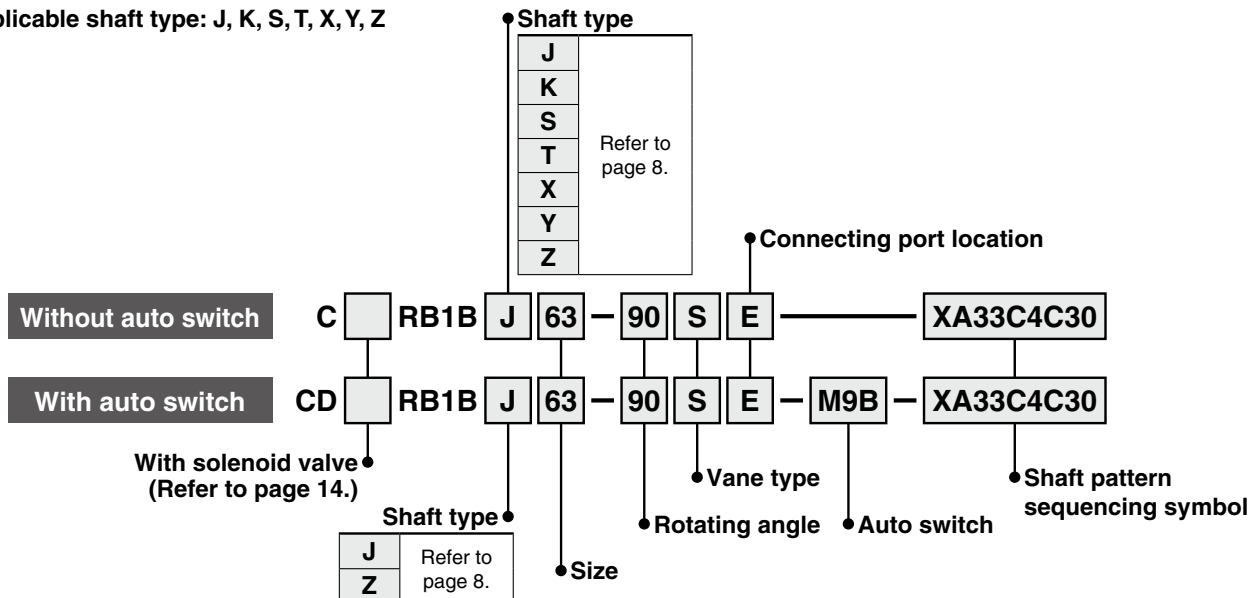 plicable shaft type: J, K, S, T, X, Y, Z
Shaft type
J
K
S
T
X
Y
Z
Refer to
page 8.
Connecting port location
Without auto switch C RB1B J 63 – 90 S E – XA33C4C30
With auto switch CD RB1B J 63 – 90 S E – M9B – XA33C4C30
With solenoid valve
(Refer to page 14.)
Vane type
Shaft pattern
sequencing symbol
Shaft type
Rotating angle
Auto switch
J
Z
Refer to
page 8.
Size